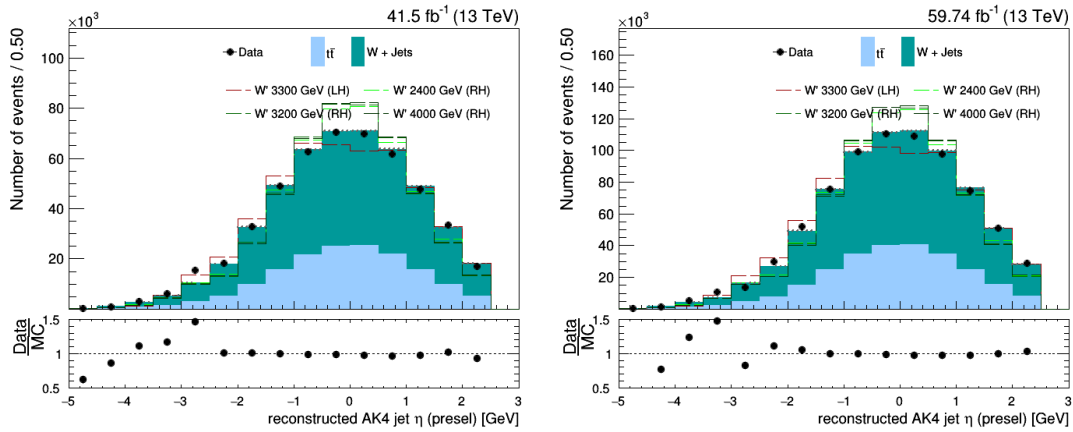 ×10³ 41.5 fb⁻¹ (13 TeV)
Number of events / 0.50
100
80
60
40
20
Data tt̄ W + Jets
W' 3300 GeV (LH) W' 2400 GeV (RH)
W' 3200 GeV (RH) W' 4000 GeV (RH)
Data
MC
1.5
1
0.5
−5 −4 −3 −2 −1 0 1 2 3
reconstructed AK4 jet η (presel) [GeV]
×10³ 59.74 fb⁻¹ (13 TeV)
Number of events / 0.50
160
140
120
100
80
60
40
20
Data tt̄ W + Jets
W' 3300 GeV (LH) W' 2400 GeV (RH)
W' 3200 GeV (RH) W' 4000 GeV (RH)
Data
MC
1.5
1
0.5
−5 −4 −3 −2 −1 0 1 2 3
reconstructed AK4 jet η (presel) [GeV]